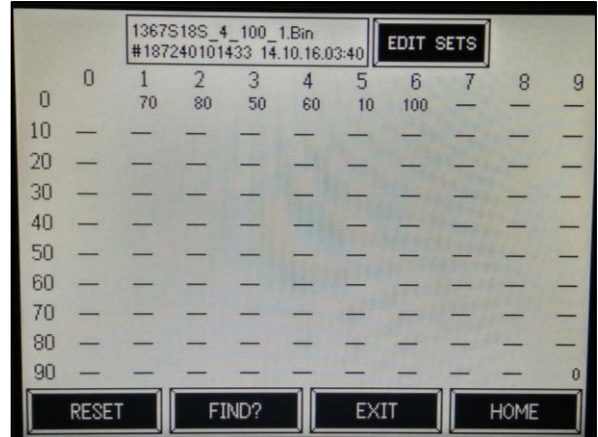 1367S18S_4_100_1.Bin
#187240101433 14.10.16.03:40
EDIT SETS
0 1 2 3 4 5 6 7 8 9
0 70 80 50 60 10 100 — — —
10 — — — — — — — — — —
20 — — — — — — — — — —
30 — — — — — — — — — —
40 — — — — — — — — — —
50 — — — — — — — — — —
60 — — — — — — — — — —
70 — — — — — — — — — —
80 — — — — — — — — — —
90 — — — — — — — — — 0
RESET FIND? EXIT HOME